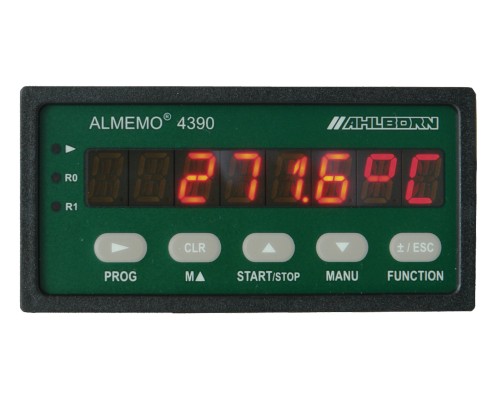 ALMEMO® 4390 AHLBORN
▶
R0
R1
271.6°C
▶ CLR ▲ ▼ ±/ESC
PROG M▲ START/STOP MANU FUNCTION